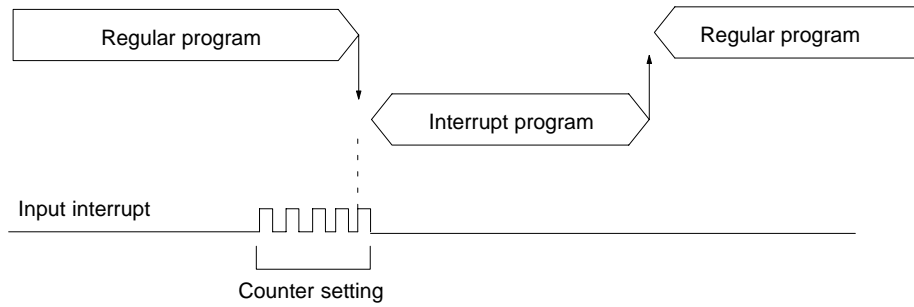 Regular program
Regular program
Interrupt program
Input interrupt
Counter setting